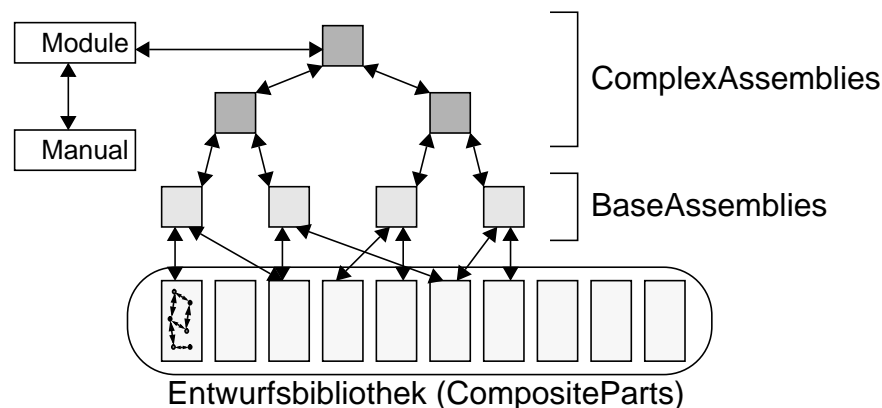 Module
ComplexAssemblies
Manual
BaseAssemblies
Entwurfsbibliothek (CompositeParts)